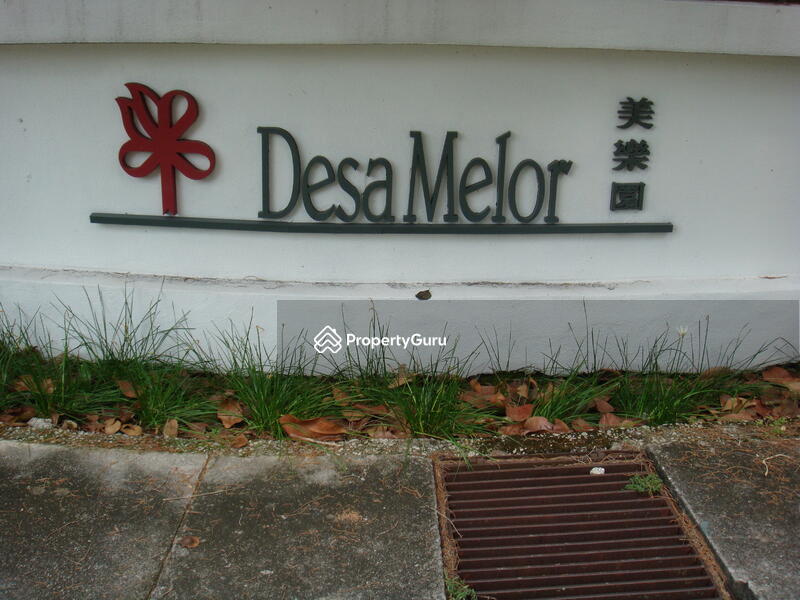 Desa Melor
美樂園
PropertyGuru